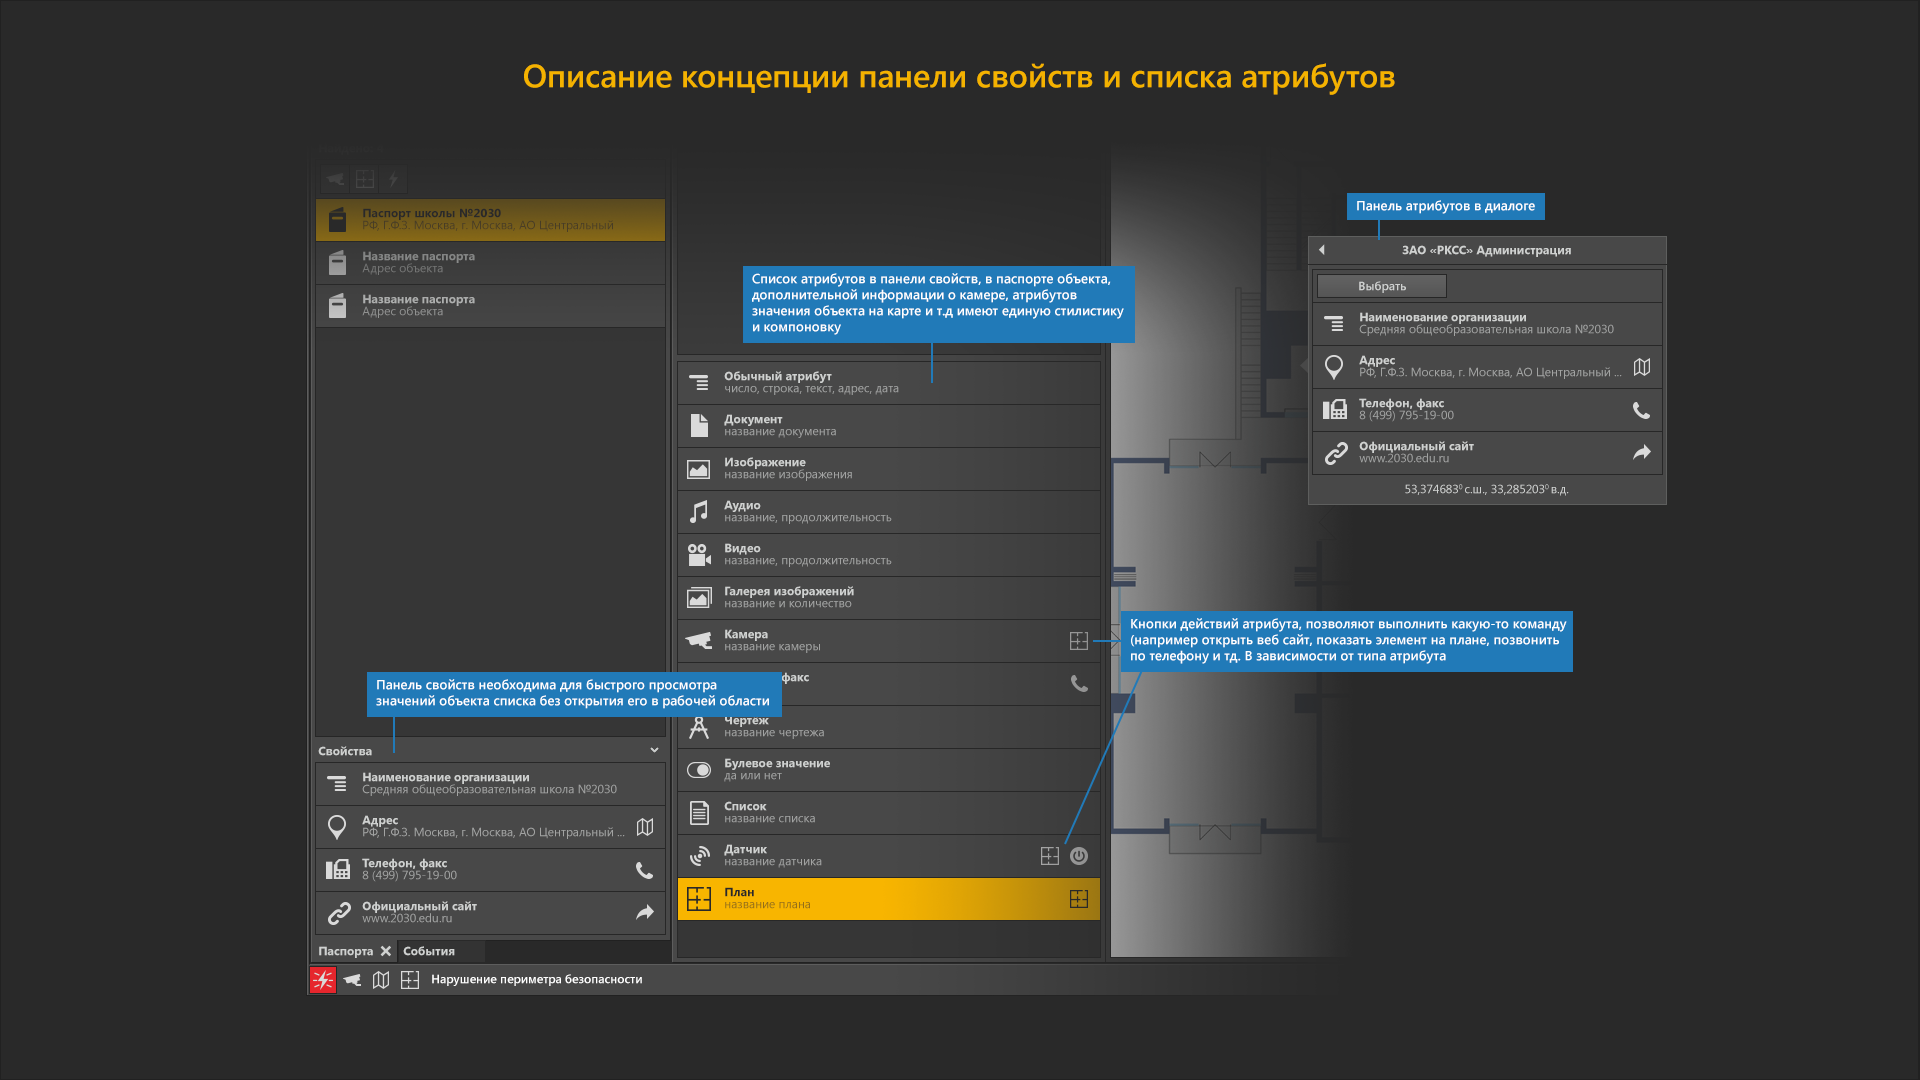 Описание концепции панели свойств и списка атрибутов
Паспорт школы №2030
РФ, Г.Ф.З. Москва, г. Москва, АО Центральный
Название паспорта
Адрес объекта
Название паспорта
Адрес объекта
Панель свойств необходима для быстрого просмотра
значений объекта списка без открытия его в рабочей области
Свойства
Наименование организации
Средняя общеобразовательная школа №2030
Адрес
РФ, Г.Ф.З. Москва, г. Москва, АО Центральный ...
Телефон, факс
8 (499) 795-19-00
Официальный сайт
www.2030.edu.ru
Паспорта
События
Нарушение периметра безопасности
Список атрибутов в панели свойств, в паспорте объекта,
дополнительной информации о камере, атрибутов
значения объекта на карте и т.д имеют единую стилистику
и компоновку
Обычный атрибут
число, строка, текст, адрес, дата
Документ
название документа
Изображение
название изображения
Аудио
название, продолжительность
Видео
название, продолжительность
Галерея изображений
название и количество
Камера
название камеры
факс
Чертеж
название чертежа
Булевое значение
да или нет
Список
название списка
Датчик
название датчика
План
название плана
Кнопки действий атрибута, позволяют выполнить какую-то команду
(например открыть веб сайт, показать элемент на плане, позвонить
по телефону и тд. В зависимости от типа атрибута
Панель атрибутов в диалоге
ЗАО «РКСС» Администрация
Выбрать
Наименование организации
Средняя общеобразовательная школа №2030
Адрес
РФ, Г.Ф.З. Москва, г. Москва, АО Центральный ...
Телефон, факс
8 (499) 795-19-00
Официальный сайт
www.2030.edu.ru
53,374683⁰ с.ш., 33,285203⁰ в.д.